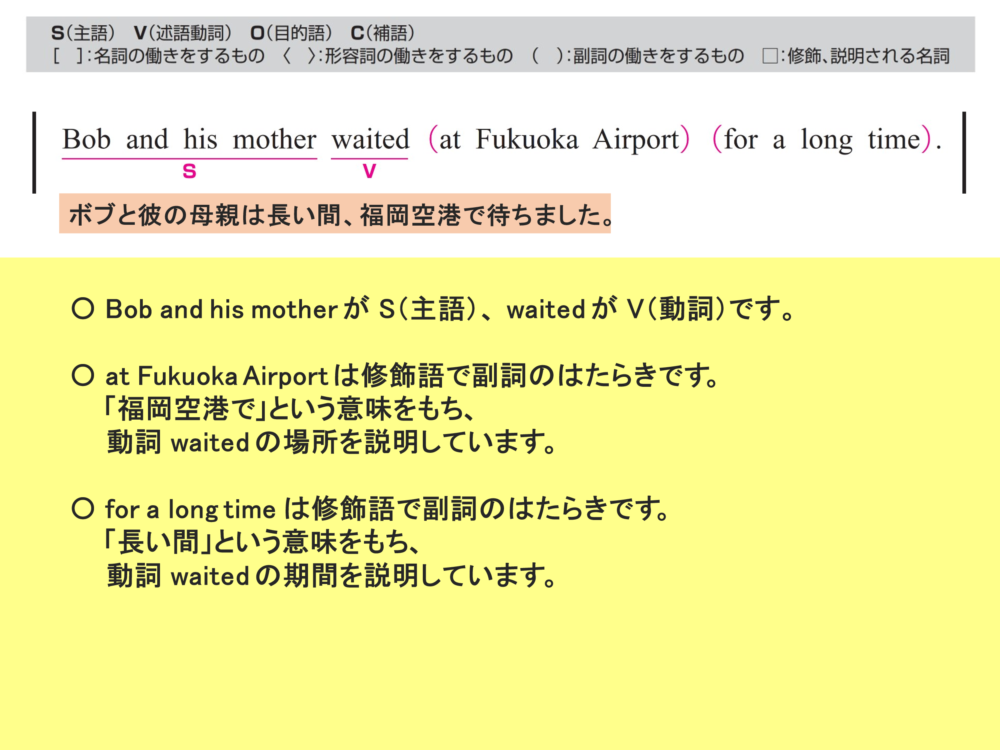 S（主語） V（述語動詞） O（目的語） C（補語）
[ ]：名詞の働きをするもの 〈 〉：形容詞の働きをするもの ( )：副詞の働きをするもの □：修飾、説明される名詞
Bob and his mother waited (at Fukuoka Airport) (for a long time).
S V
ボブと彼の母親は長い間、福岡空港で待ちました。
○ Bob and his mother が S（主語）、waited が V（動詞）です。
○ at Fukuoka Airport は修飾語で副詞のはたらきです。
「福岡空港で」という意味をもち、
動詞 waited の場所を説明しています。
○ for a long time は修飾語で副詞のはたらきです。
「長い間」という意味をもち、
動詞 waited の期間を説明しています。